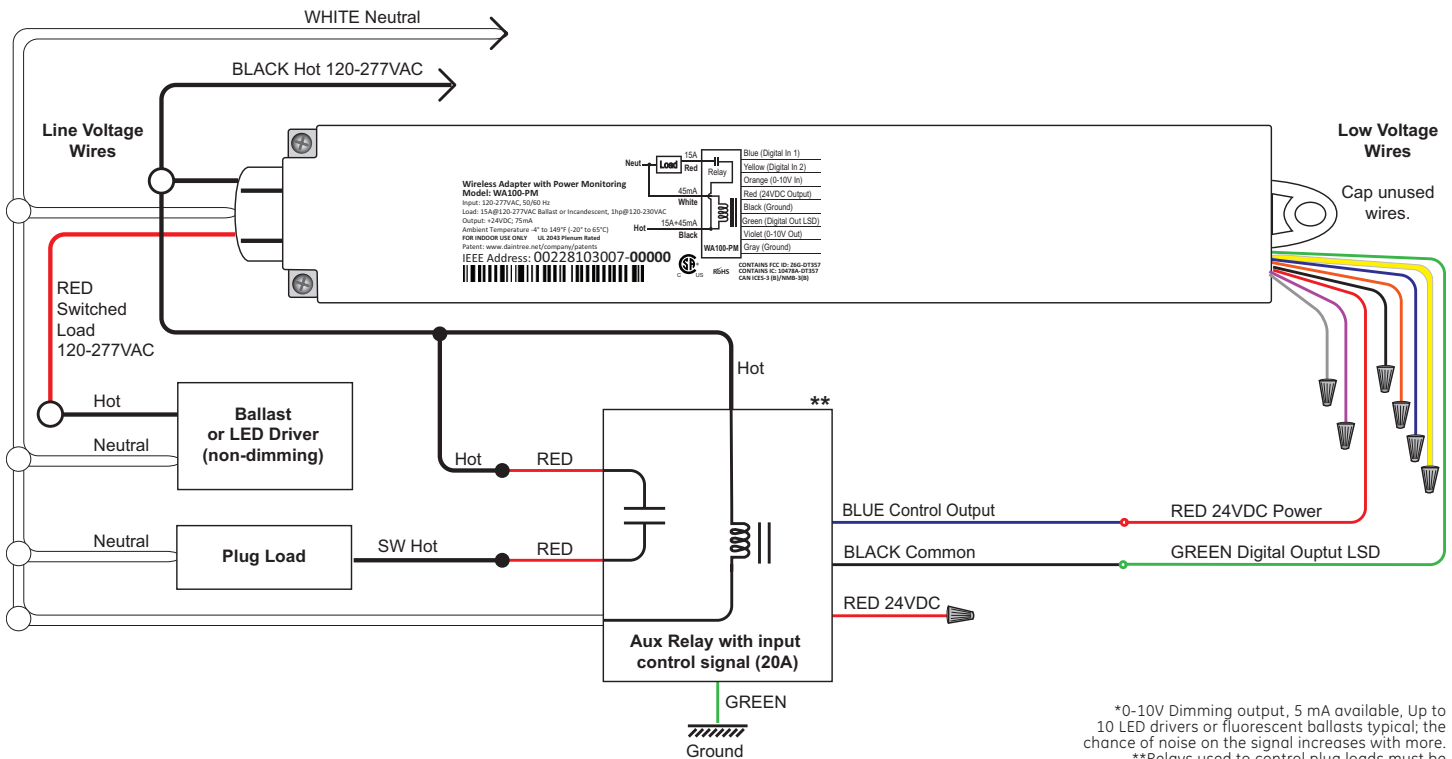 WHITE Neutral
BLACK Hot 120-277VAC
Line Voltage
Wires
Low Voltage
Wires
Cap unused
wires.
Wireless Adapter with Power Monitoring
Model: WA100-PM
Input: 120-277VAC, 50/60 Hz
Load: 15A@120-277VAC Ballast or Incandescent, 1hp@120-230VAC
Output: +24VDC; 75mA
Ambient Temperature -4° to 149°F (-20° to 65°C)
FOR INDOOR USE ONLY UL 2043 Plenum Rated
Patent: www.daintree.net/company/patents
IEEE Address: 00228103007-00000
Neut
Load
15A
Red
Relay
45mA
White
Hot
15A+45mA
Black
WA100-PM
Blue (Digital In 1)
Yellow (Digital In 2)
Orange (0-10V In)
Red (24VDC Output)
Black (Ground)
Green (Digital Out LSD)
Violet (0-10V Out)
Gray (Ground)
C US
RoHS
CONTAINS FCC ID: Z6G-DT357
CONTAINS IC: 10478A-DT357
CAN ICES-3 (B)/NMB-3(B)
RED
Switched
Load
120-277VAC
Hot
Neutral
Ballast
or LED Driver
(non-dimming)
Neutral
Plug Load
SW Hot
Hot
RED
RED
Hot
**
Aux Relay with input
control signal (20A)
GREEN
Ground
BLUE Control Output
RED 24VDC Power
BLACK Common
GREEN Digital Ouptut LSD
RED 24VDC
*0-10V Dimming output, 5 mA available, Up to
10 LED drivers or fluorescent ballasts typical; the
chance of noise on the signal increases with more.
**Relays used to control plug loads must be